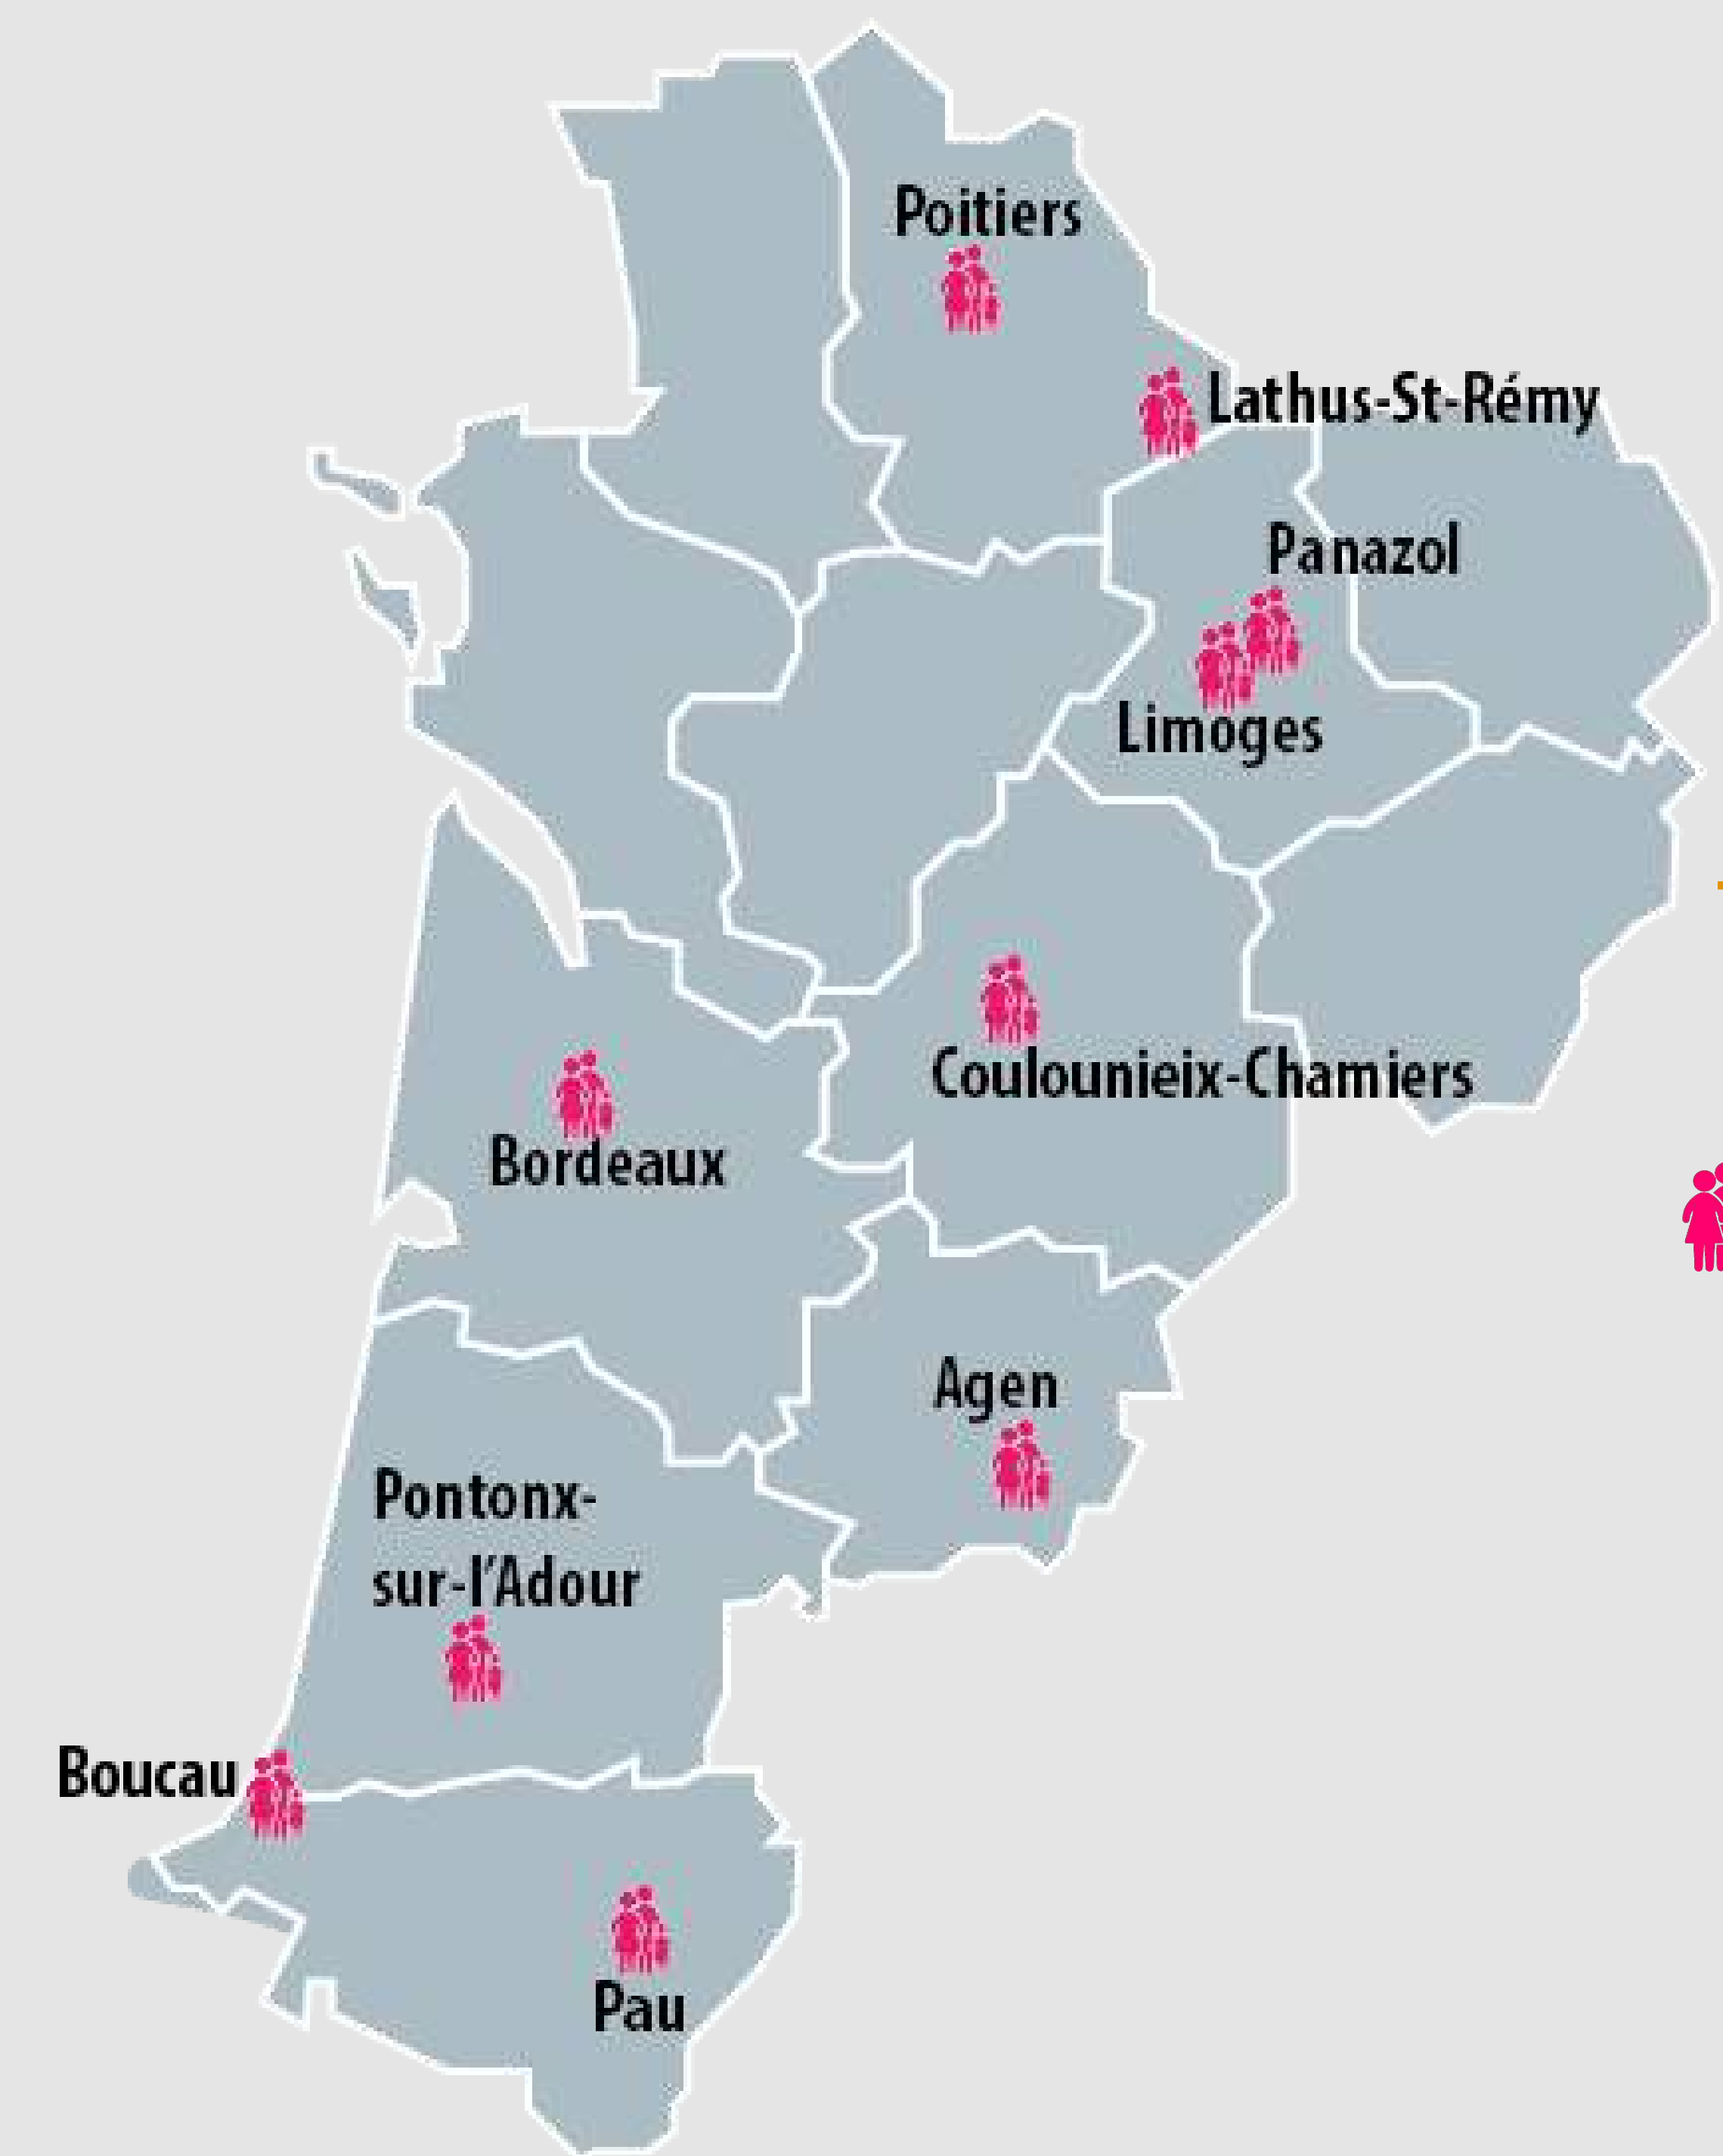 Poitiers
Lathus-St-Rémy
Panazol
Limoges
Coulounieix-Chamiers
Bordeaux
Agen
Pontonx-
sur-l'Adour
Boucau
Pau